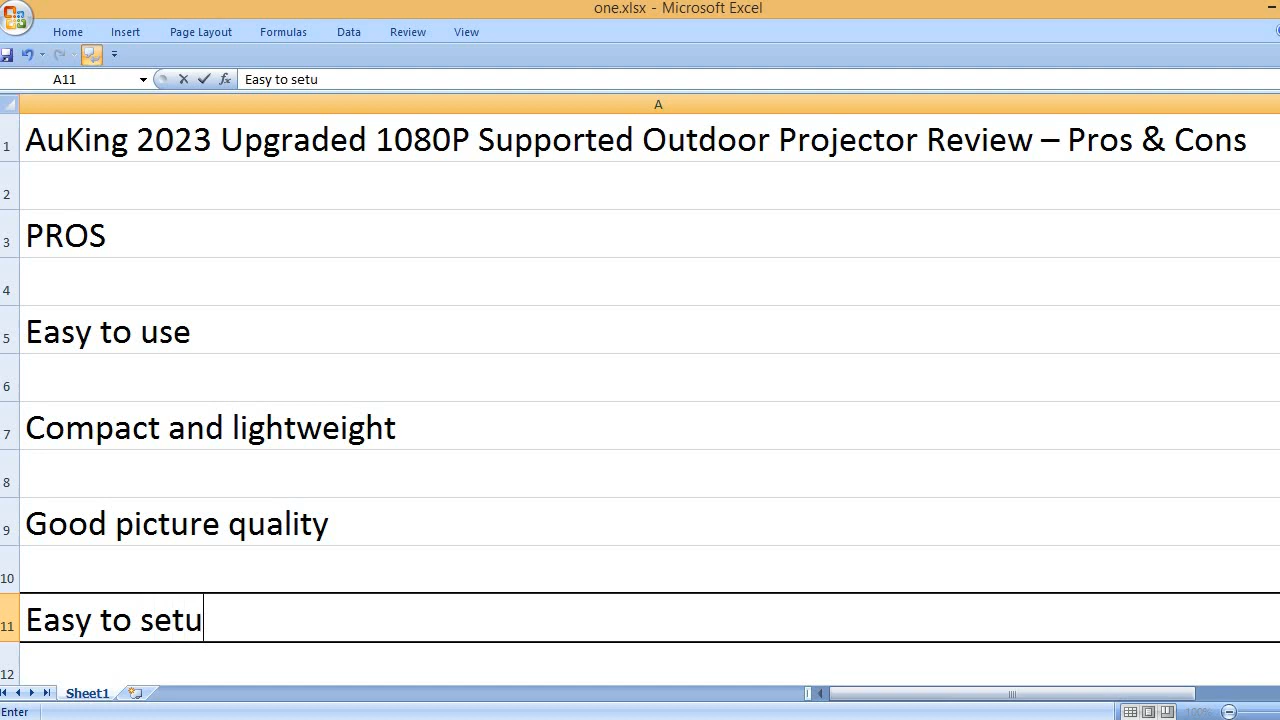 one.xlsx - Microsoft Excel
Home Insert Page Layout Formulas Data Review View
A11 fx Easy to setu
A
1 AuKing 2023 Upgraded 1080P Supported Outdoor Projector Review – Pros & Cons
2
3 PROS
4
5 Easy to use
6
7 Compact and lightweight
8
9 Good picture quality
10
11 Easy to setu
12
Sheet1
Enter 100%